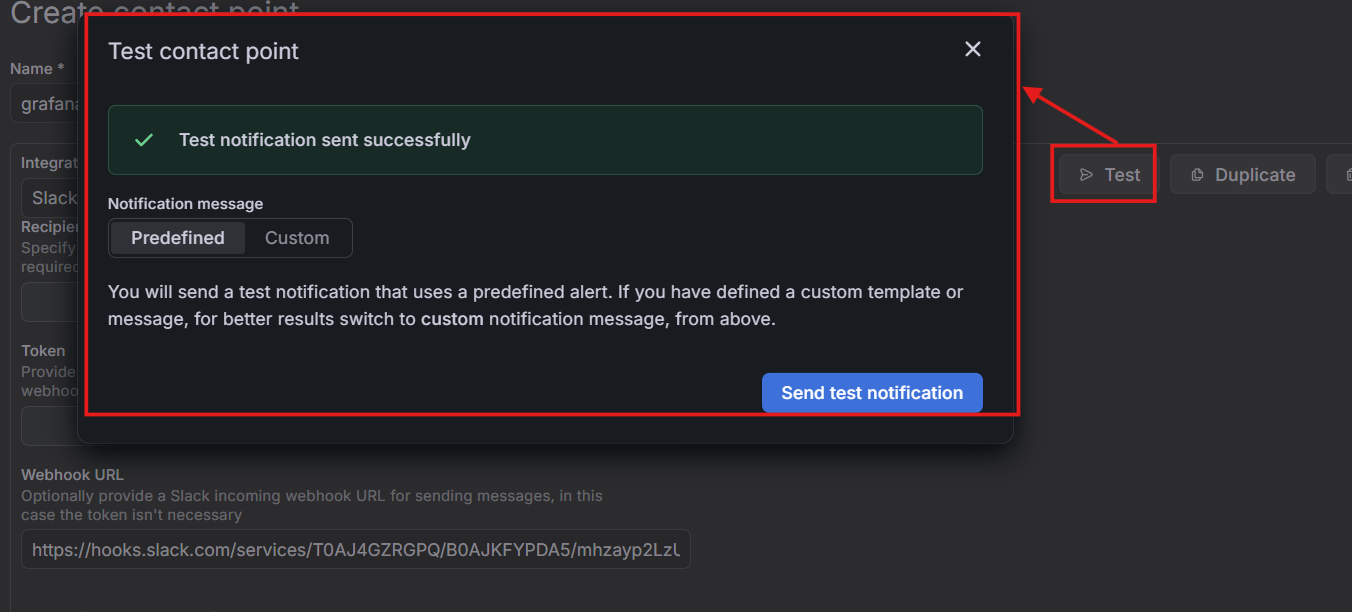 Create contact point
Test contact point
Name *
grafana
Test notification sent successfully
Integrat
Test
Duplicate
Slack
Notification message
Recipie
Predefined
Custom
Specify
required
You will send a test notification that uses a predefined alert. If you have defined a custom template or
message, for better results switch to custom notification message, from above.
Token
Provide
webhoo
Send test notification
Webhook URL
Optionally provide a Slack incoming webhook URL for sending messages, in this
case the token isn't necessary
https://hooks.slack.com/services/T0AJ4GZRGPQ/B0AJKFYPDA5/mhzayp2LzU